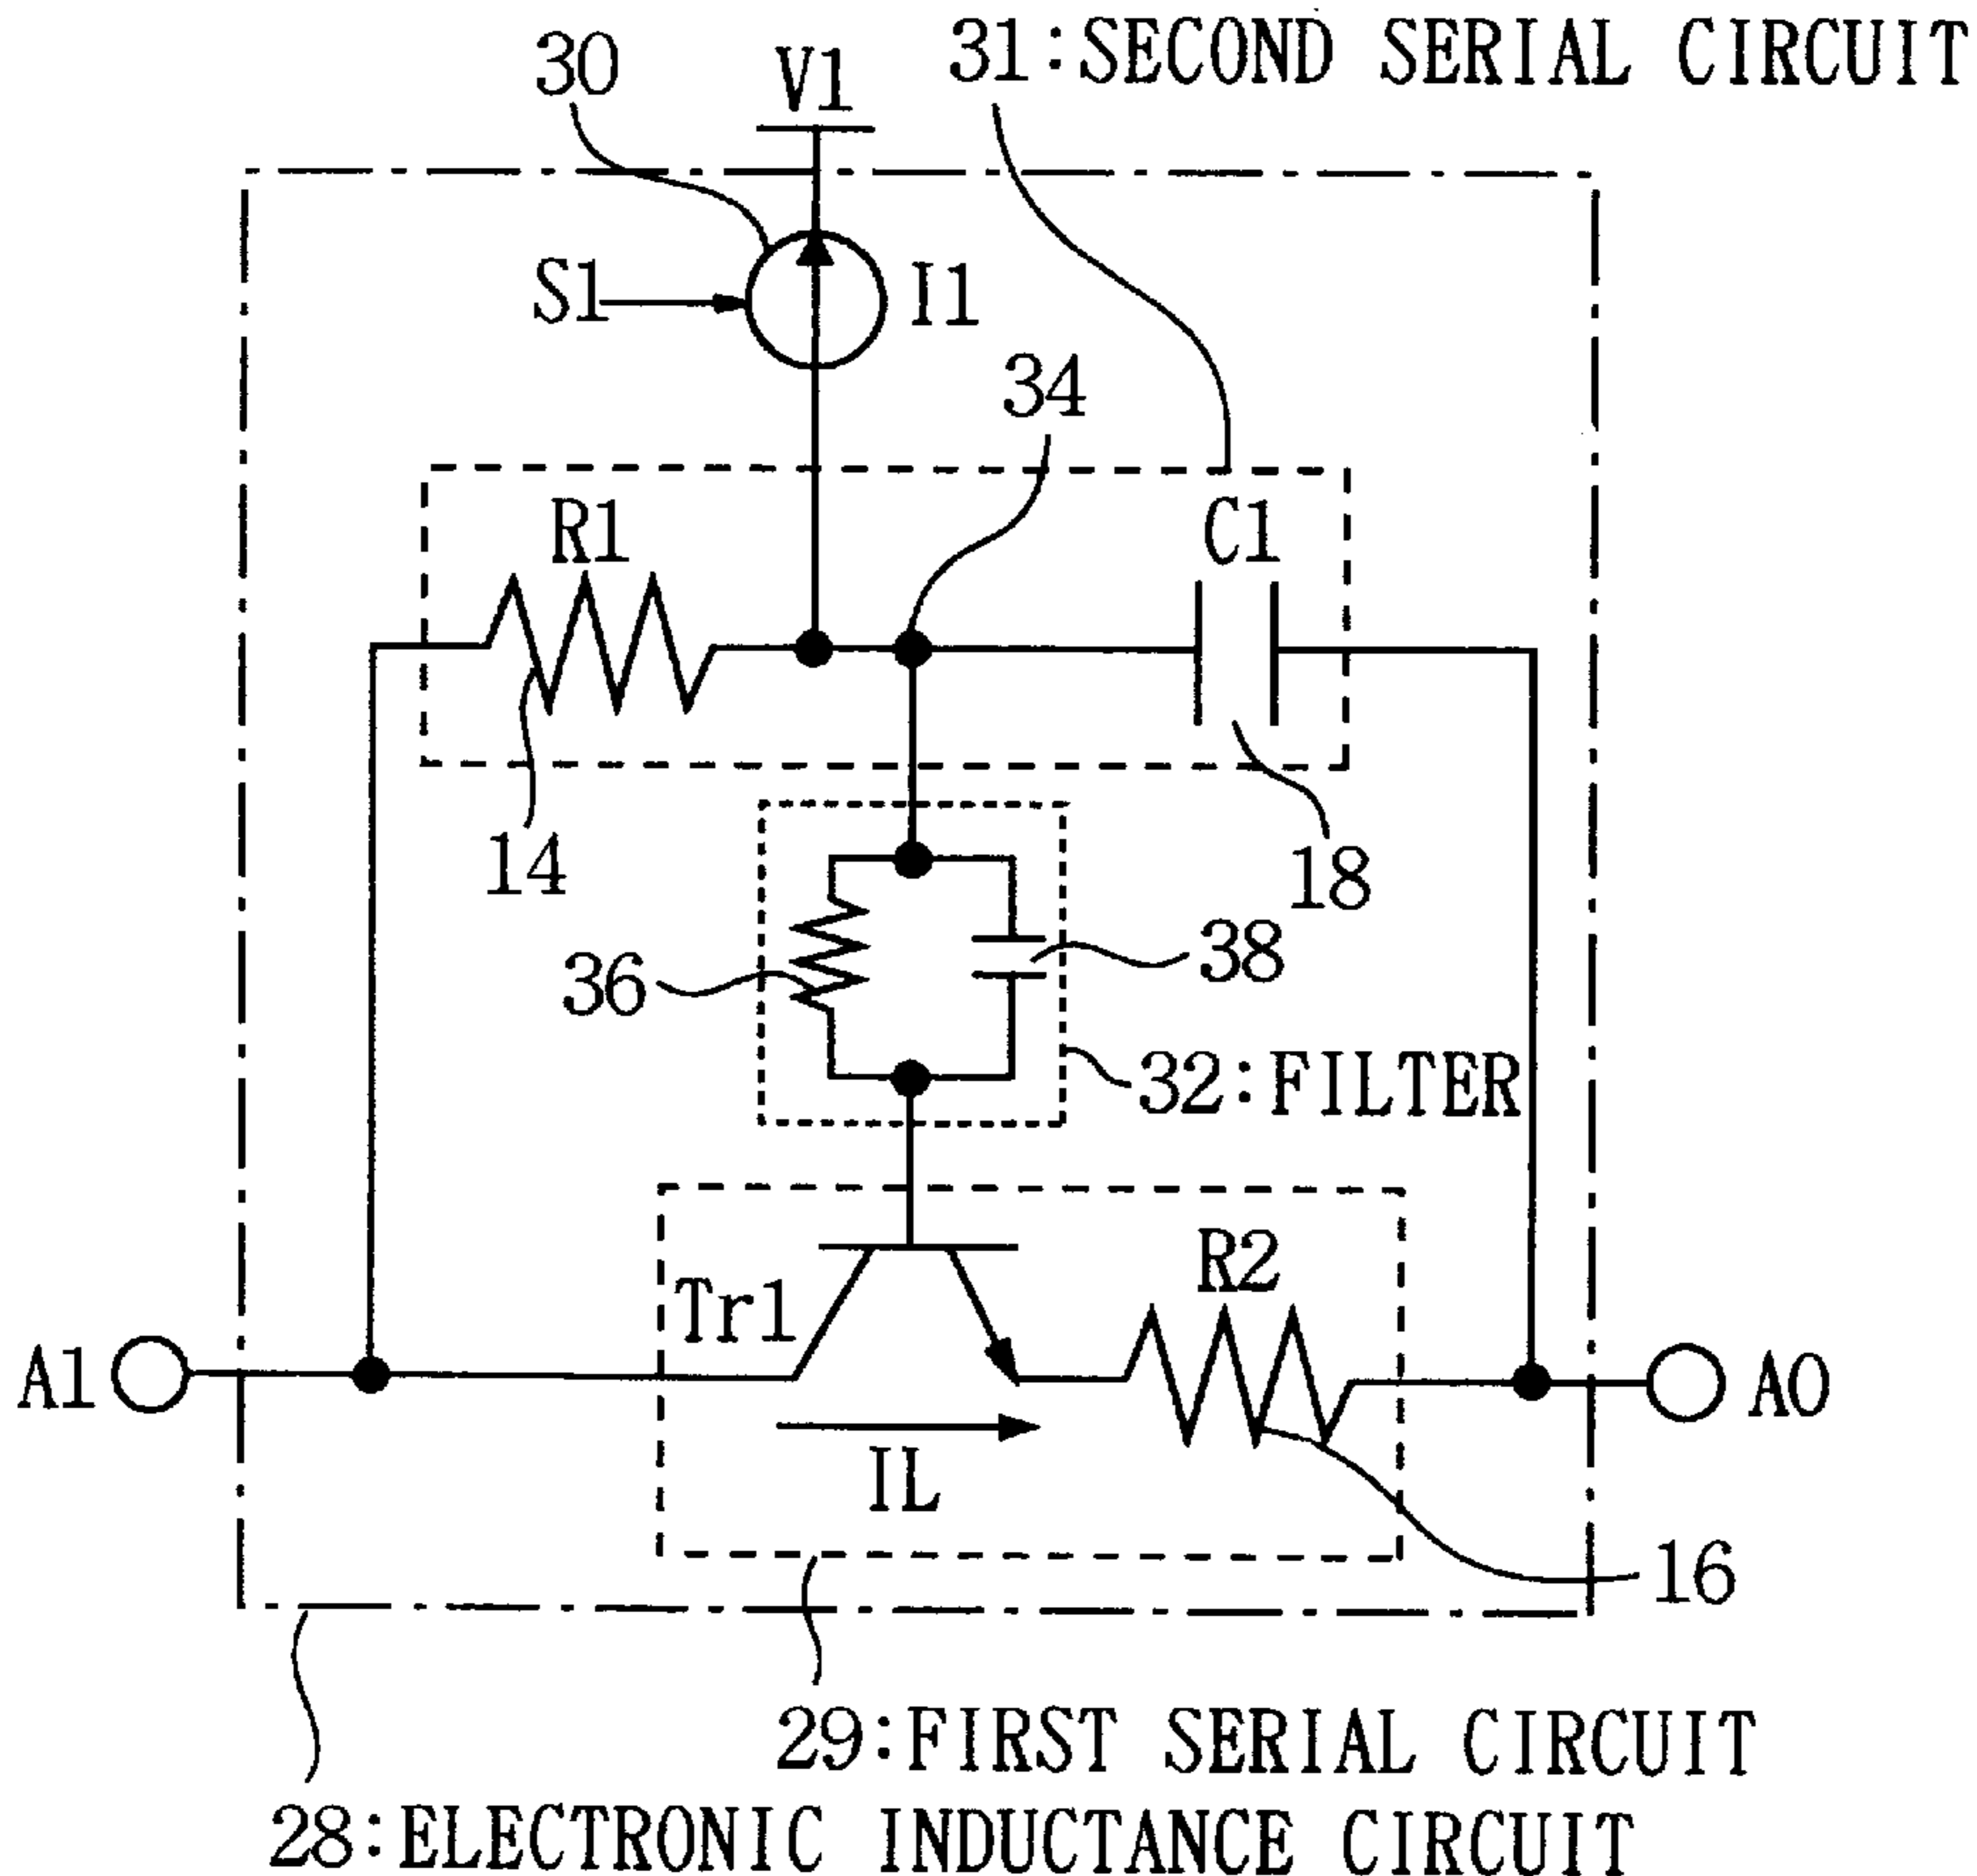 31:SECOND SERIAL CIRCUIT
30
V1
S1
I1
34
R1
C1
14
18
36
38
32:FILTER
Tr1
R2
A1
A0
IL
16
29:FIRST SERIAL CIRCUIT
28:ELECTRONIC INDUCTANCE CIRCUIT